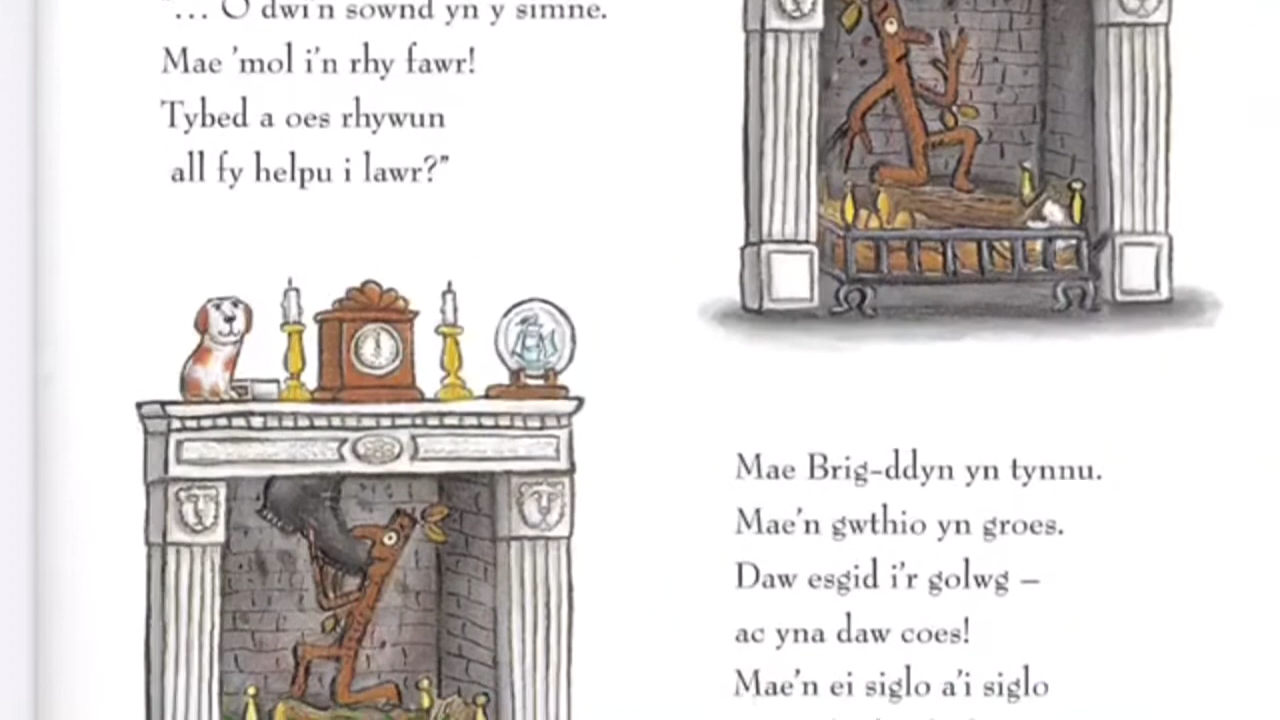 "... O dwi'n sownd yn y simne.
Mae 'mol i'n rhy fawr!
Tybed a oes rhywun
all fy helpu i lawr?"
Mae Brig-ddyn yn tynnu.
Mae'n gwthio yn groes.
Daw esgid i'r golwg –
ac yna daw coes!
Mae'n ei siglo a'i siglo